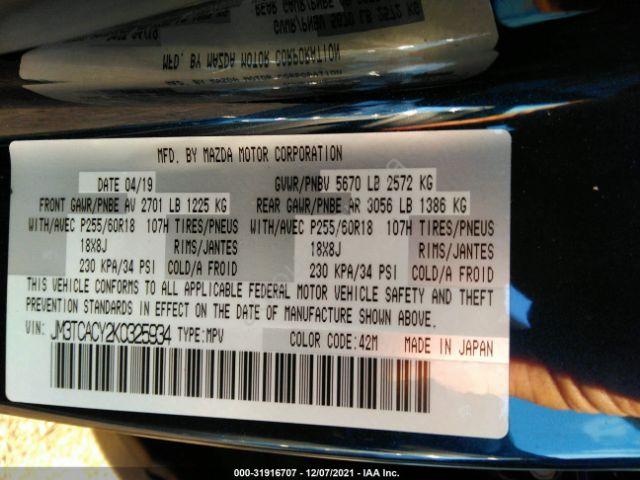 MFD. BY MAZDA MOTOR CORPORATION
DATE 04/19 GVWR/PNBV 5670 LB 2572 KG
FRONT GAWR/PNBE AV 2701 LB 1225 KG REAR GAWR/PNBE AR 3056 LB 1386 KG
WITH/AVEC P255/60R18 107H TIRES/PNEUS WITH/AVEC P255/60R18 107H TIRES/PNEUS
18X8J RIMS/JANTES 18X8J RIMS/JANTES
230 KPA/34 PSI COLD/A FROID 230 KPA/34 PSI COLD/A FROID
THIS VEHICLE CONFORMS TO ALL APPLICABLE FEDERAL MOTOR VEHICLE SAFETY AND THEFT
PREVENTION STANDARDS IN EFFECT ON THE DATE OF MANUFACTURE SHOWN ABOVE.
VIN: JM3TCACY2K0325934 TYPE:MPV
COLOR CODE:42M MADE IN JAPAN
000-31916707 - 12/07/2021 - IAA Inc.